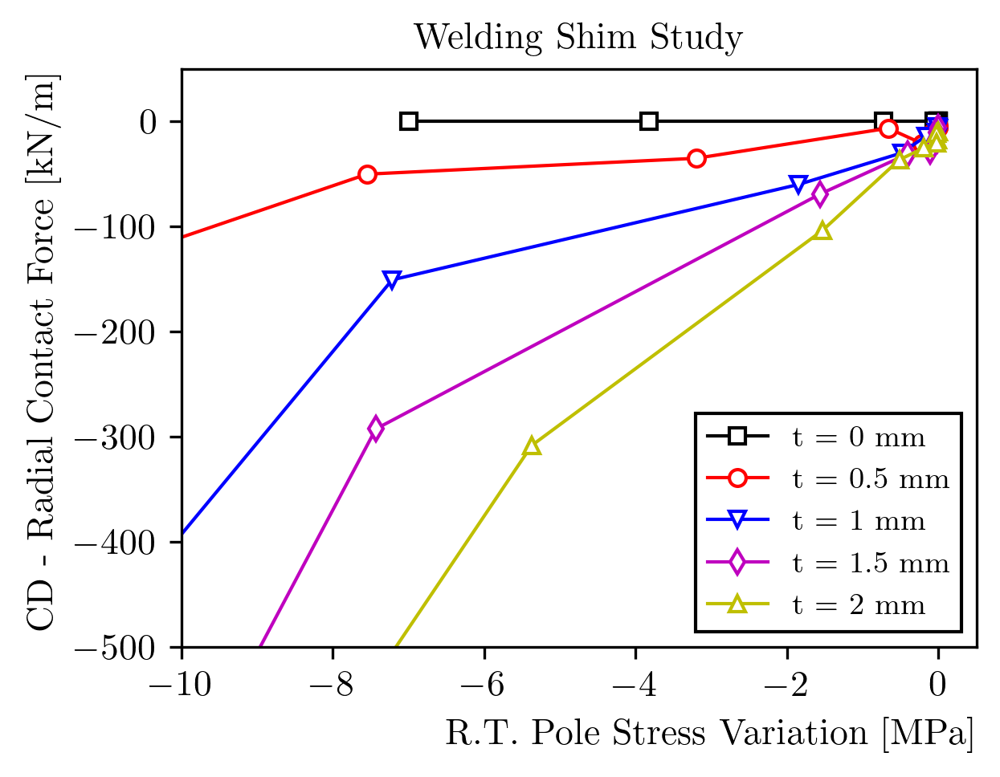 Welding Shim Study
CD - Radial Contact Force [kN/m]
0
−100
−200
−300
−400
−500
−10
−8
−6
−4
−2
0
R.T. Pole Stress Variation [MPa]
t = 0 mm
t = 0.5 mm
t = 1 mm
t = 1.5 mm
t = 2 mm